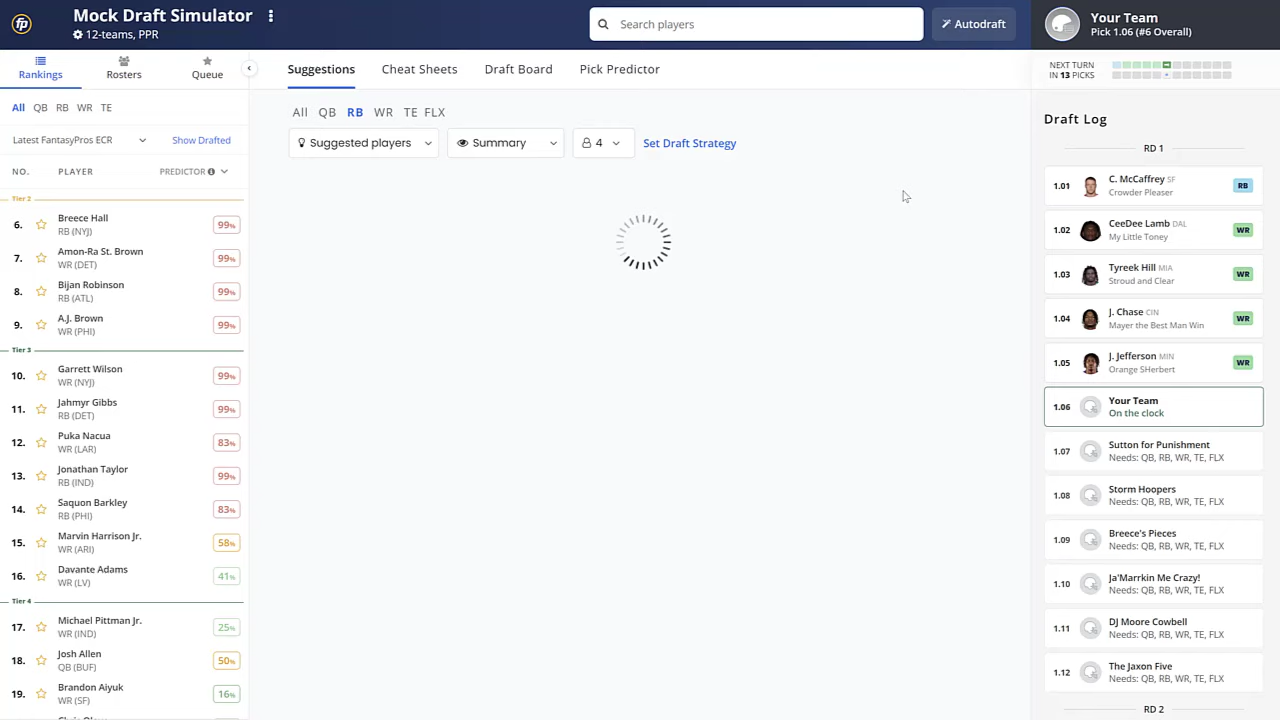 fp
Mock Draft Simulator
12-teams, PPR
Search players
Autodraft
Your Team
Pick 1.06 (#6 Overall)
Rankings
Rosters
Queue
Suggestions
Cheat Sheets
Draft Board
Pick Predictor
NEXT TURN
IN 13 PICKS
All QB RB WR TE
Latest FantasyPros ECR
Show Drafted
NO. PLAYER PREDICTOR
Tier 2
6. Breece Hall 99%
RB (NYJ)
7. Amon-Ra St. Brown 99%
WR (DET)
8. Bijan Robinson 99%
RB (ATL)
9. A.J. Brown 99%
WR (PHI)
Tier 3
10. Garrett Wilson 99%
WR (NYJ)
11. Jahmyr Gibbs 99%
RB (DET)
12. Puka Nacua 83%
WR (LAR)
13. Jonathan Taylor 99%
RB (IND)
14. Saquon Barkley 83%
RB (PHI)
15. Marvin Harrison Jr. 58%
WR (ARI)
16. Davante Adams 41%
WR (LV)
Tier 4
17. Michael Pittman Jr. 25%
WR (IND)
18. Josh Allen 50%
QB (BUF)
19. Brandon Aiyuk 16%
WR (SF)
All QB RB WR TE FLX
Suggested players
Summary
4
Set Draft Strategy
Draft Log
RD 1
1.01 C. McCaffrey SF RB
Crowder Pleaser
1.02 CeeDee Lamb DAL WR
My Little Toney
1.03 Tyreek Hill MIA WR
Stroud and Clear
1.04 J. Chase CIN WR
Mayer the Best Man Win
1.05 J. Jefferson MIN WR
Orange SHerbert
1.06 Your Team
On the clock
1.07 Sutton for Punishment
Needs: QB, RB, WR, TE, FLX
1.08 Storm Hoopers
Needs: QB, RB, WR, TE, FLX
1.09 Breece's Pieces
Needs: QB, RB, WR, TE, FLX
1.10 Ja'Marrkin Me Crazy!
Needs: QB, RB, WR, TE, FLX
1.11 DJ Moore Cowbell
Needs: QB, RB, WR, TE, FLX
1.12 The Jaxon Five
Needs: QB, RB, WR, TE, FLX
RD 2